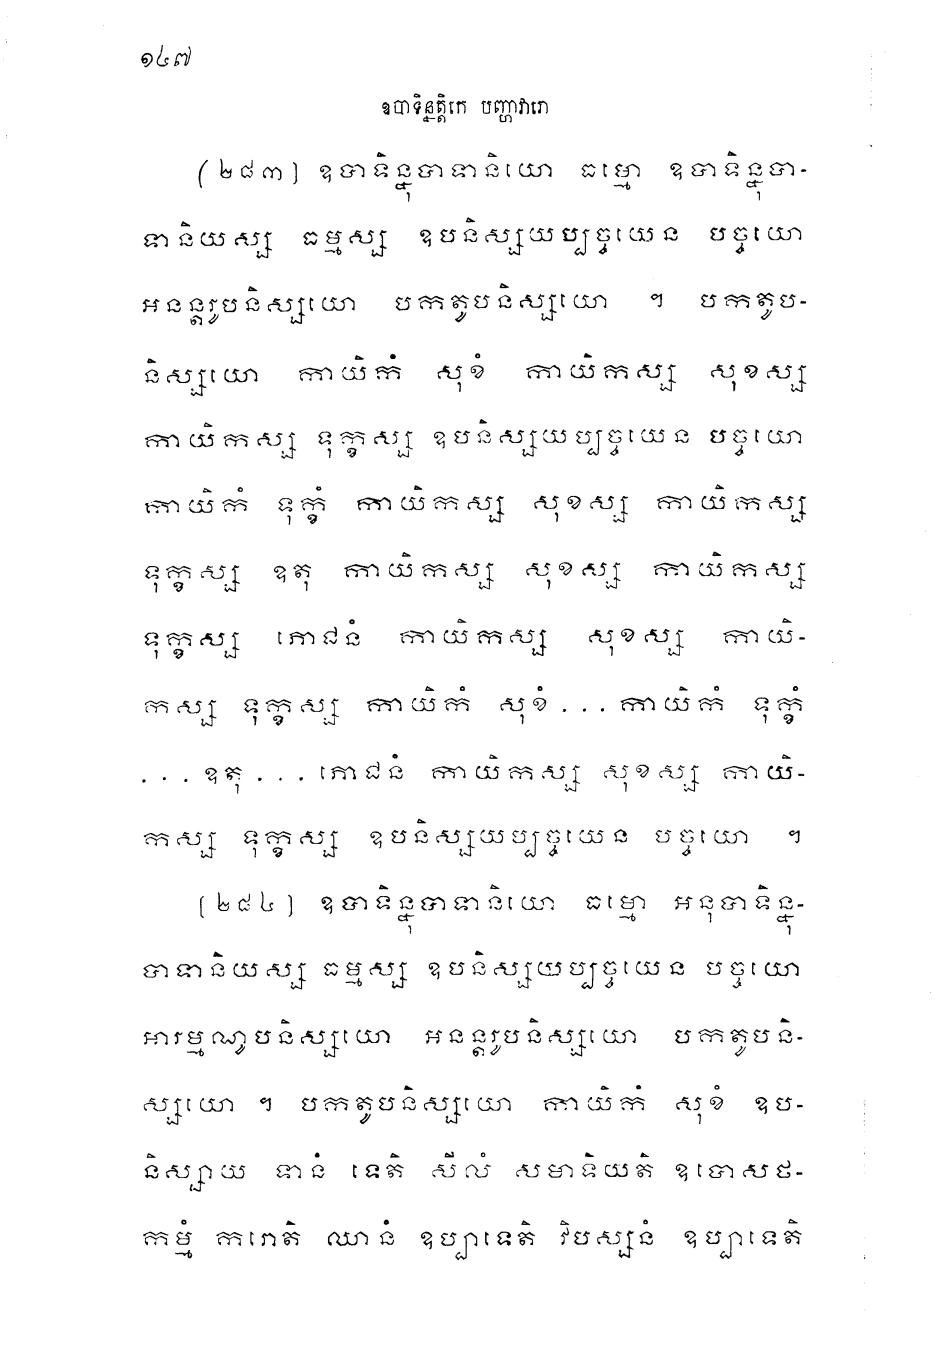 ១៤៧
ឧបាទិន្នត្តិកេ បញ្ហាវារោ
(២៨៣) ឧបាទិន្នុបាទានិយោ ធម្មោ ឧបាទិន្នុបា-
ទានិយស្ស ធម្មស្ស ឧបនិស្សយប្បច្ចយេន បច្ចយោ
អនន្តរូបនិស្សយោ បកតូបនិស្សយោ ។ បកតូប-
និស្សយោ កាយិកំ សុខំ កាយិកស្ស សុខស្ស
កាយិកស្ស ទុក្ខស្ស ឧបនិស្សយប្បច្ចយេន បច្ចយោ
កាយិកំ ទុក្ខំ កាយិកស្ស សុខស្ស កាយិកស្ស
ទុក្ខស្ស ឧតុ កាយិកស្ស សុខស្ស កាយិកស្ស
ទុក្ខស្ស ភោជនំ កាយិកស្ស សុខស្ស កាយិ-
កស្ស ទុក្ខស្ស កាយិកំ សុខំ ... កាយិកំ ទុក្ខំ
... ឧតុ ... ភោជនំ កាយិកស្ស សុខស្ស កាយិ-
កស្ស ទុក្ខស្ស ឧបនិស្សយប្បច្ចយេន បច្ចយោ ។
(២៨៤) ឧបាទិន្នុបាទានិយោ ធម្មោ អនុបាទិន្នុ-
បាទានិយស្ស ធម្មស្ស ឧបនិស្សយប្បច្ចយេន បច្ចយោ
អារម្មណូបនិស្សយោ អនន្តរូបនិស្សយោ បកតូបនិ-
ស្សយោ ។ បកតូបនិស្សយោ កាយិកំ សុខំ ឧប-
និស្សាយ ទានំ ទេតិ សីលំ សមាទិយតិ ឧបោសថ-
កម្មំ ករោតិ ឈានំ ឧប្បាទេតិ វិបស្សនំ ឧប្បាទេតិ